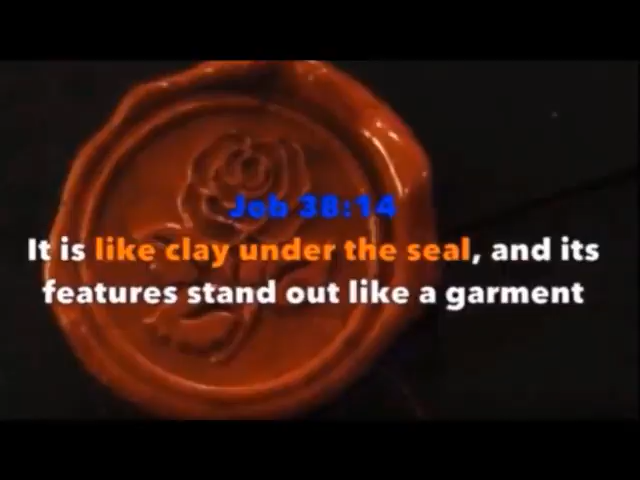 Job 38:14
It is like clay under the seal, and its
features stand out like a garment